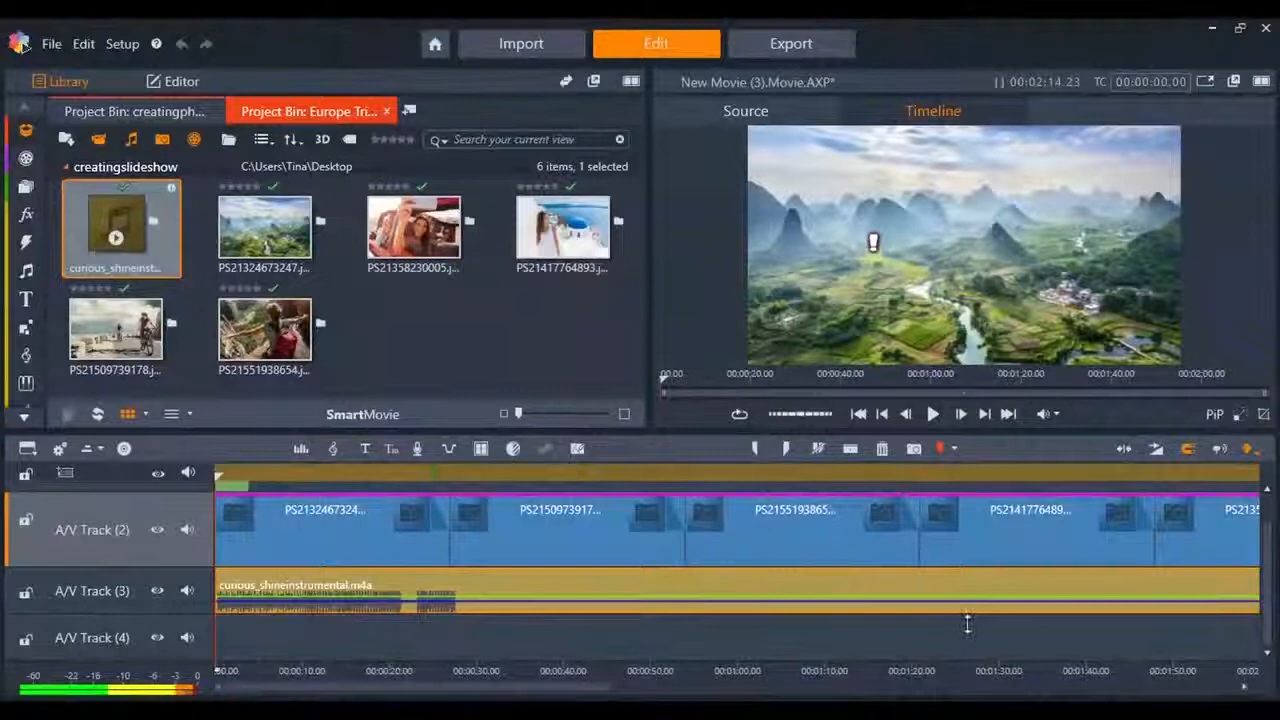 File Edit Setup
Import Edit Export
Library Editor
New Movie (3).Movie.AXP* 00:02:14.23 TC 00:00:00.00
Project Bin: creatingph... Project Bin: Europe Tri... ×
Source Timeline
3D Search your current view
creatingslideshow C:\Users\Tina\Desktop 6 items, 1 selected
curious_shineinst... PS21324673247.j... PS21358230005.j... PS21417764893.j...
PS21509739178.j... PS21551938654.j...
00.00 00:00:20.00 00:00:40.00 00:01:00.00 00:01:20.00 00:01:40.00 00:02:00.00
SmartMovie
PiP
A/V Track (2) PS2132467324... PS2150973917... PS2155193865... PS2141776489... PS2135
A/V Track (3) curious_shineinstrumental.m4a
A/V Track (4)
-60 -22 -16 -10 -6 -3 0
00.00 00:00:10.00 00:00:20.00 00:00:30.00 00:00:40.00 00:00:50.00 00:01:00.00 00:01:10.00 00:01:20.00 00:01:30.00 00:01:40.00 00:01:50.00 00:02